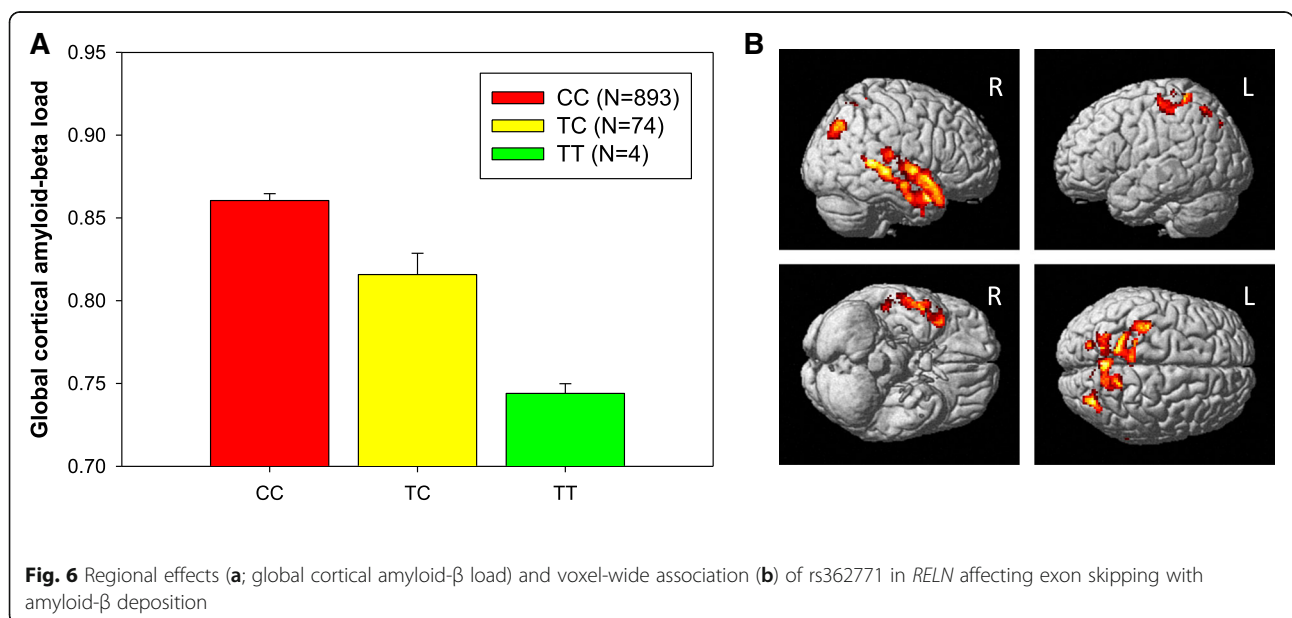 A
Global cortical amyloid-beta load
0.95
0.90
0.85
0.80
0.75
0.70
CC (N=893)
TC (N=74)
TT (N=4)
CC TC TT
B
R
L
R
L
Fig. 6 Regional effects (a; global cortical amyloid-β load) and voxel-wide association (b) of rs362771 in RELN affecting exon skipping with
amyloid-β deposition